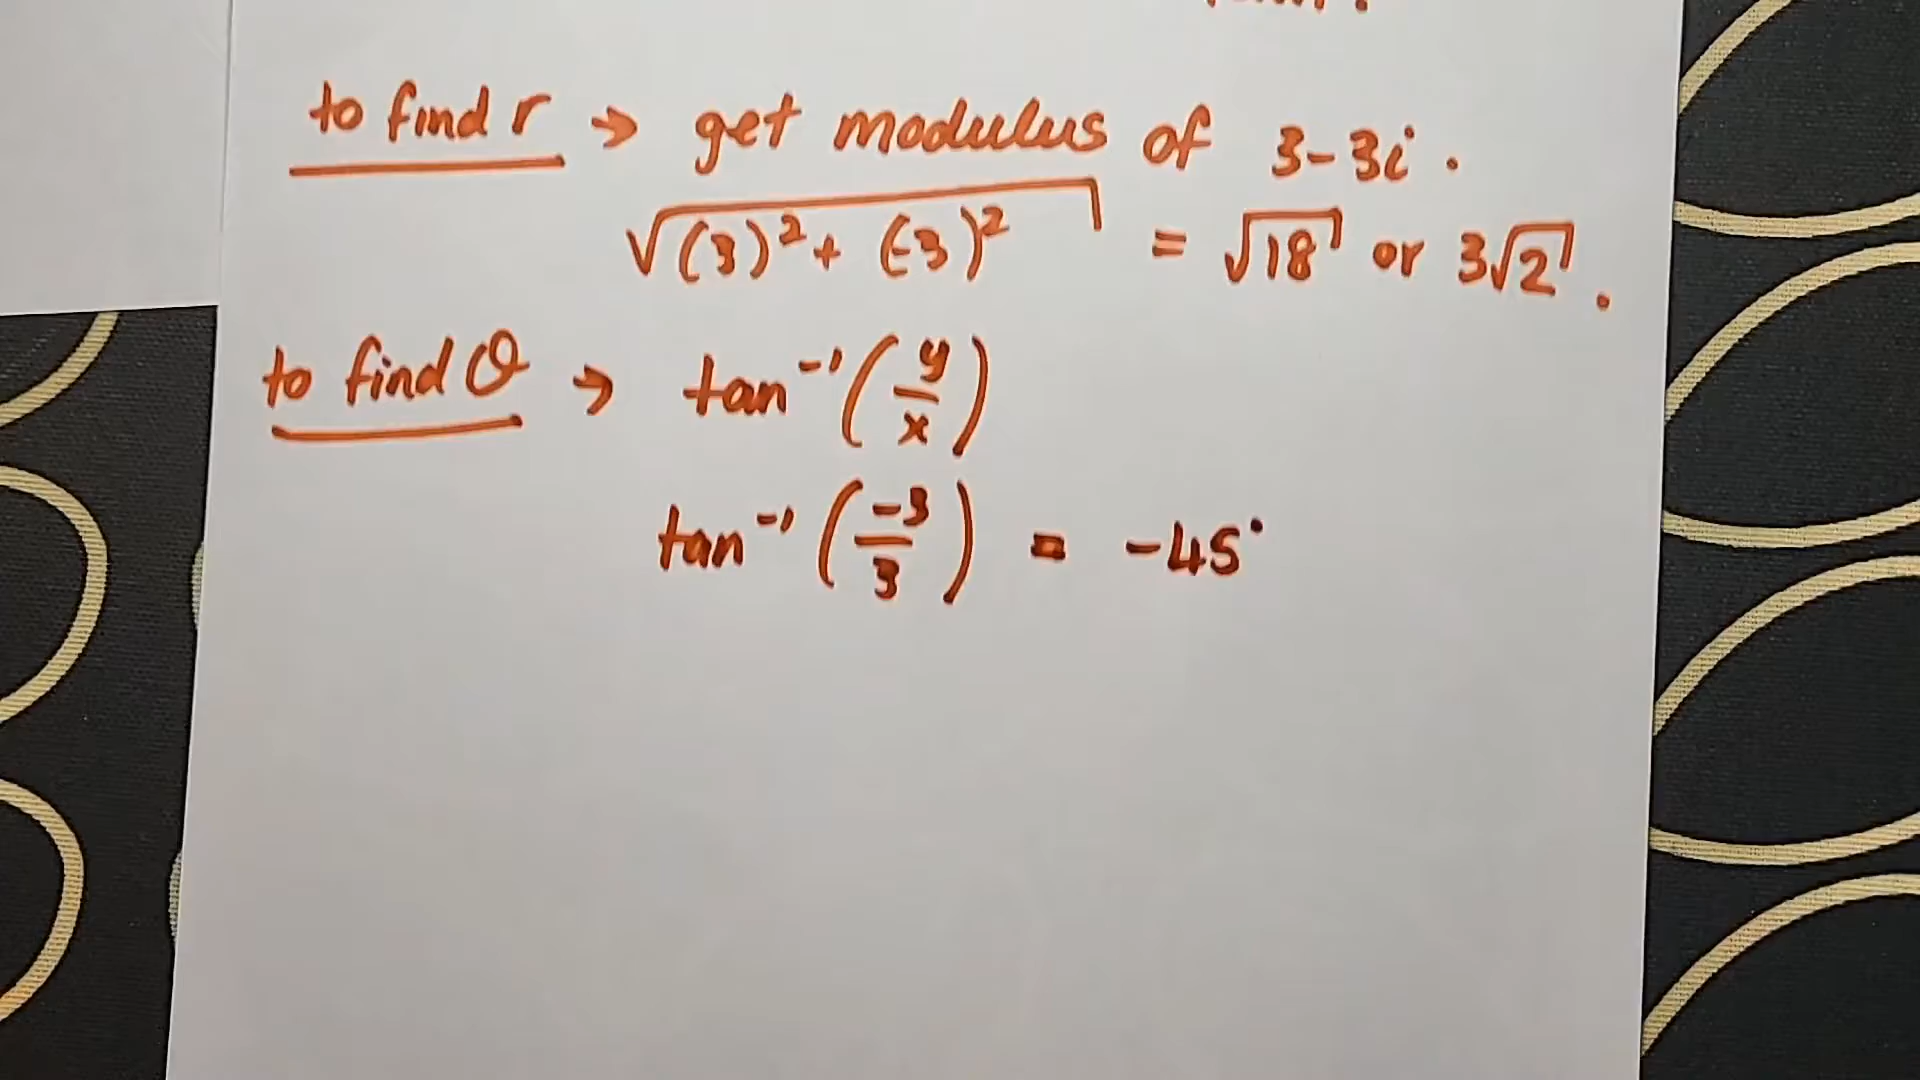 to find r → get modulus of 3-3i.
√(3)²+ (-3)² = √18 or 3√2.
to find θ → tan⁻¹(y/x)
tan⁻¹(-3/3) = -45°